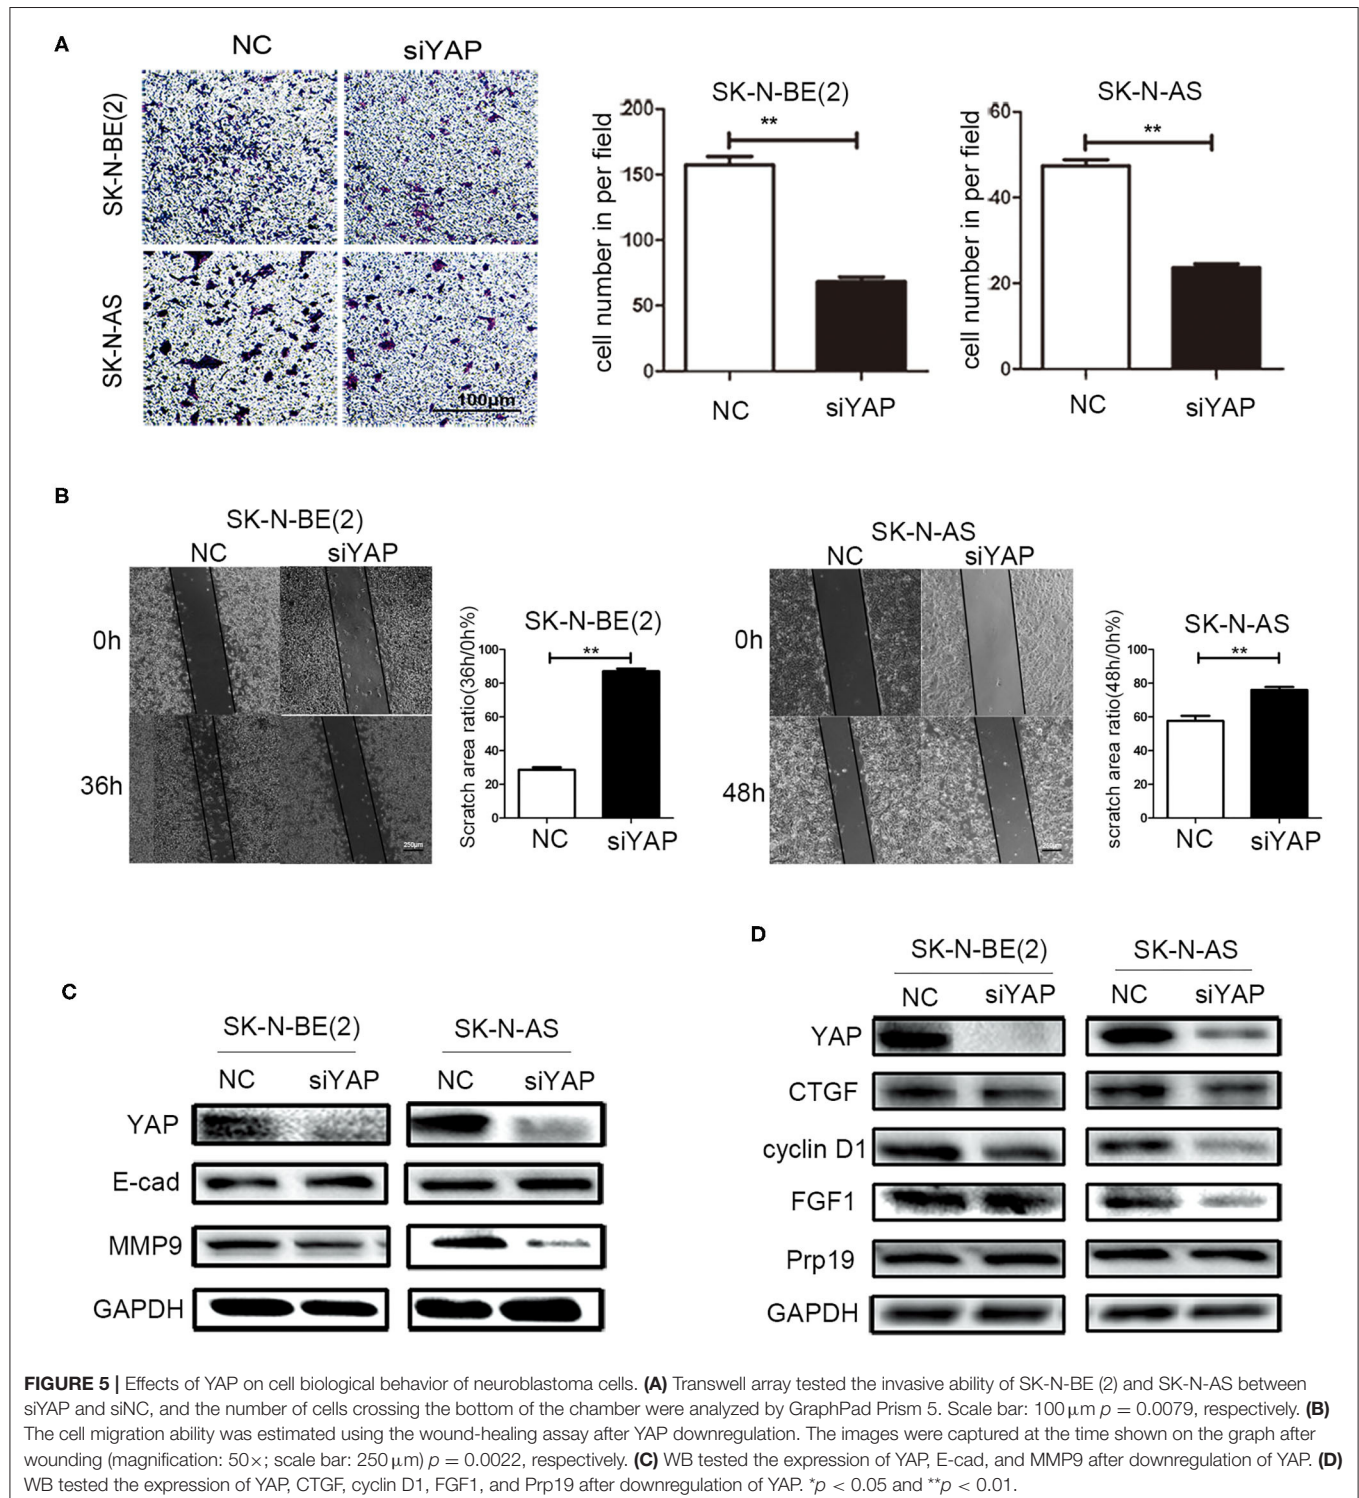 A
NC
siYAP
SK-N-BE(2)
SK-N-AS
100µm
SK-N-BE(2)
**
cell number in per field
200
150
100
50
0
NC
siYAP
SK-N-AS
**
cell number in per field
60
40
20
0
NC
siYAP
B
SK-N-BE(2)
NC
siYAP
0h
36h
250µm
SK-N-BE(2)
**
Scratch area ratio(36h/0h%)
100
80
60
40
20
0
NC
siYAP
SK-N-AS
NC
siYAP
0h
48h
SK-N-AS
**
scratch area ratio(48h/0h%)
100
80
60
40
20
0
NC
siYAP
C
SK-N-BE(2)
SK-N-AS
NC
siYAP
NC
siYAP
YAP
E-cad
MMP9
GAPDH
D
SK-N-BE(2)
SK-N-AS
NC
siYAP
NC
siYAP
YAP
CTGF
cyclin D1
FGF1
Prp19
GAPDH
FIGURE 5 | Effects of YAP on cell biological behavior of neuroblastoma cells. (A) Transwell array tested the invasive ability of SK-N-BE (2) and SK-N-AS between
siYAP and siNC, and the number of cells crossing the bottom of the chamber were analyzed by GraphPad Prism 5. Scale bar: 100 µm p = 0.0079, respectively. (B)
The cell migration ability was estimated using the wound-healing assay after YAP downregulation. The images were captured at the time shown on the graph after
wounding (magnification: 50×; scale bar: 250 µm) p = 0.0022, respectively. (C) WB tested the expression of YAP, E-cad, and MMP9 after downregulation of YAP. (D)
WB tested the expression of YAP, CTGF, cyclin D1, FGF1, and Prp19 after downregulation of YAP. *p < 0.05 and **p < 0.01.